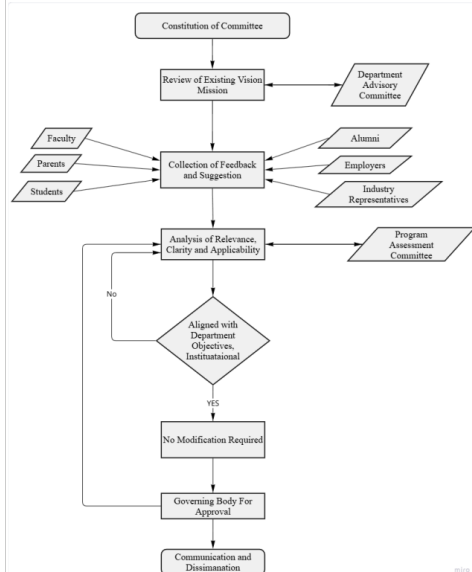 Constitution of Committee
Review of Existing Vision
Mission
Department
Advisory
Committee
Faculty
Parents
Students
Collection of Feedback
and Suggestion
Alumni
Employers
Industry
Representatives
Analysis of Relevance,
Clarity and Applicability
Program
Assessment
Committee
No
Aligned with
Department
Objectives,
Instituataional
YES
No Modification Required
Governing Body For
Approval
Communication and
Dissimanation
miro